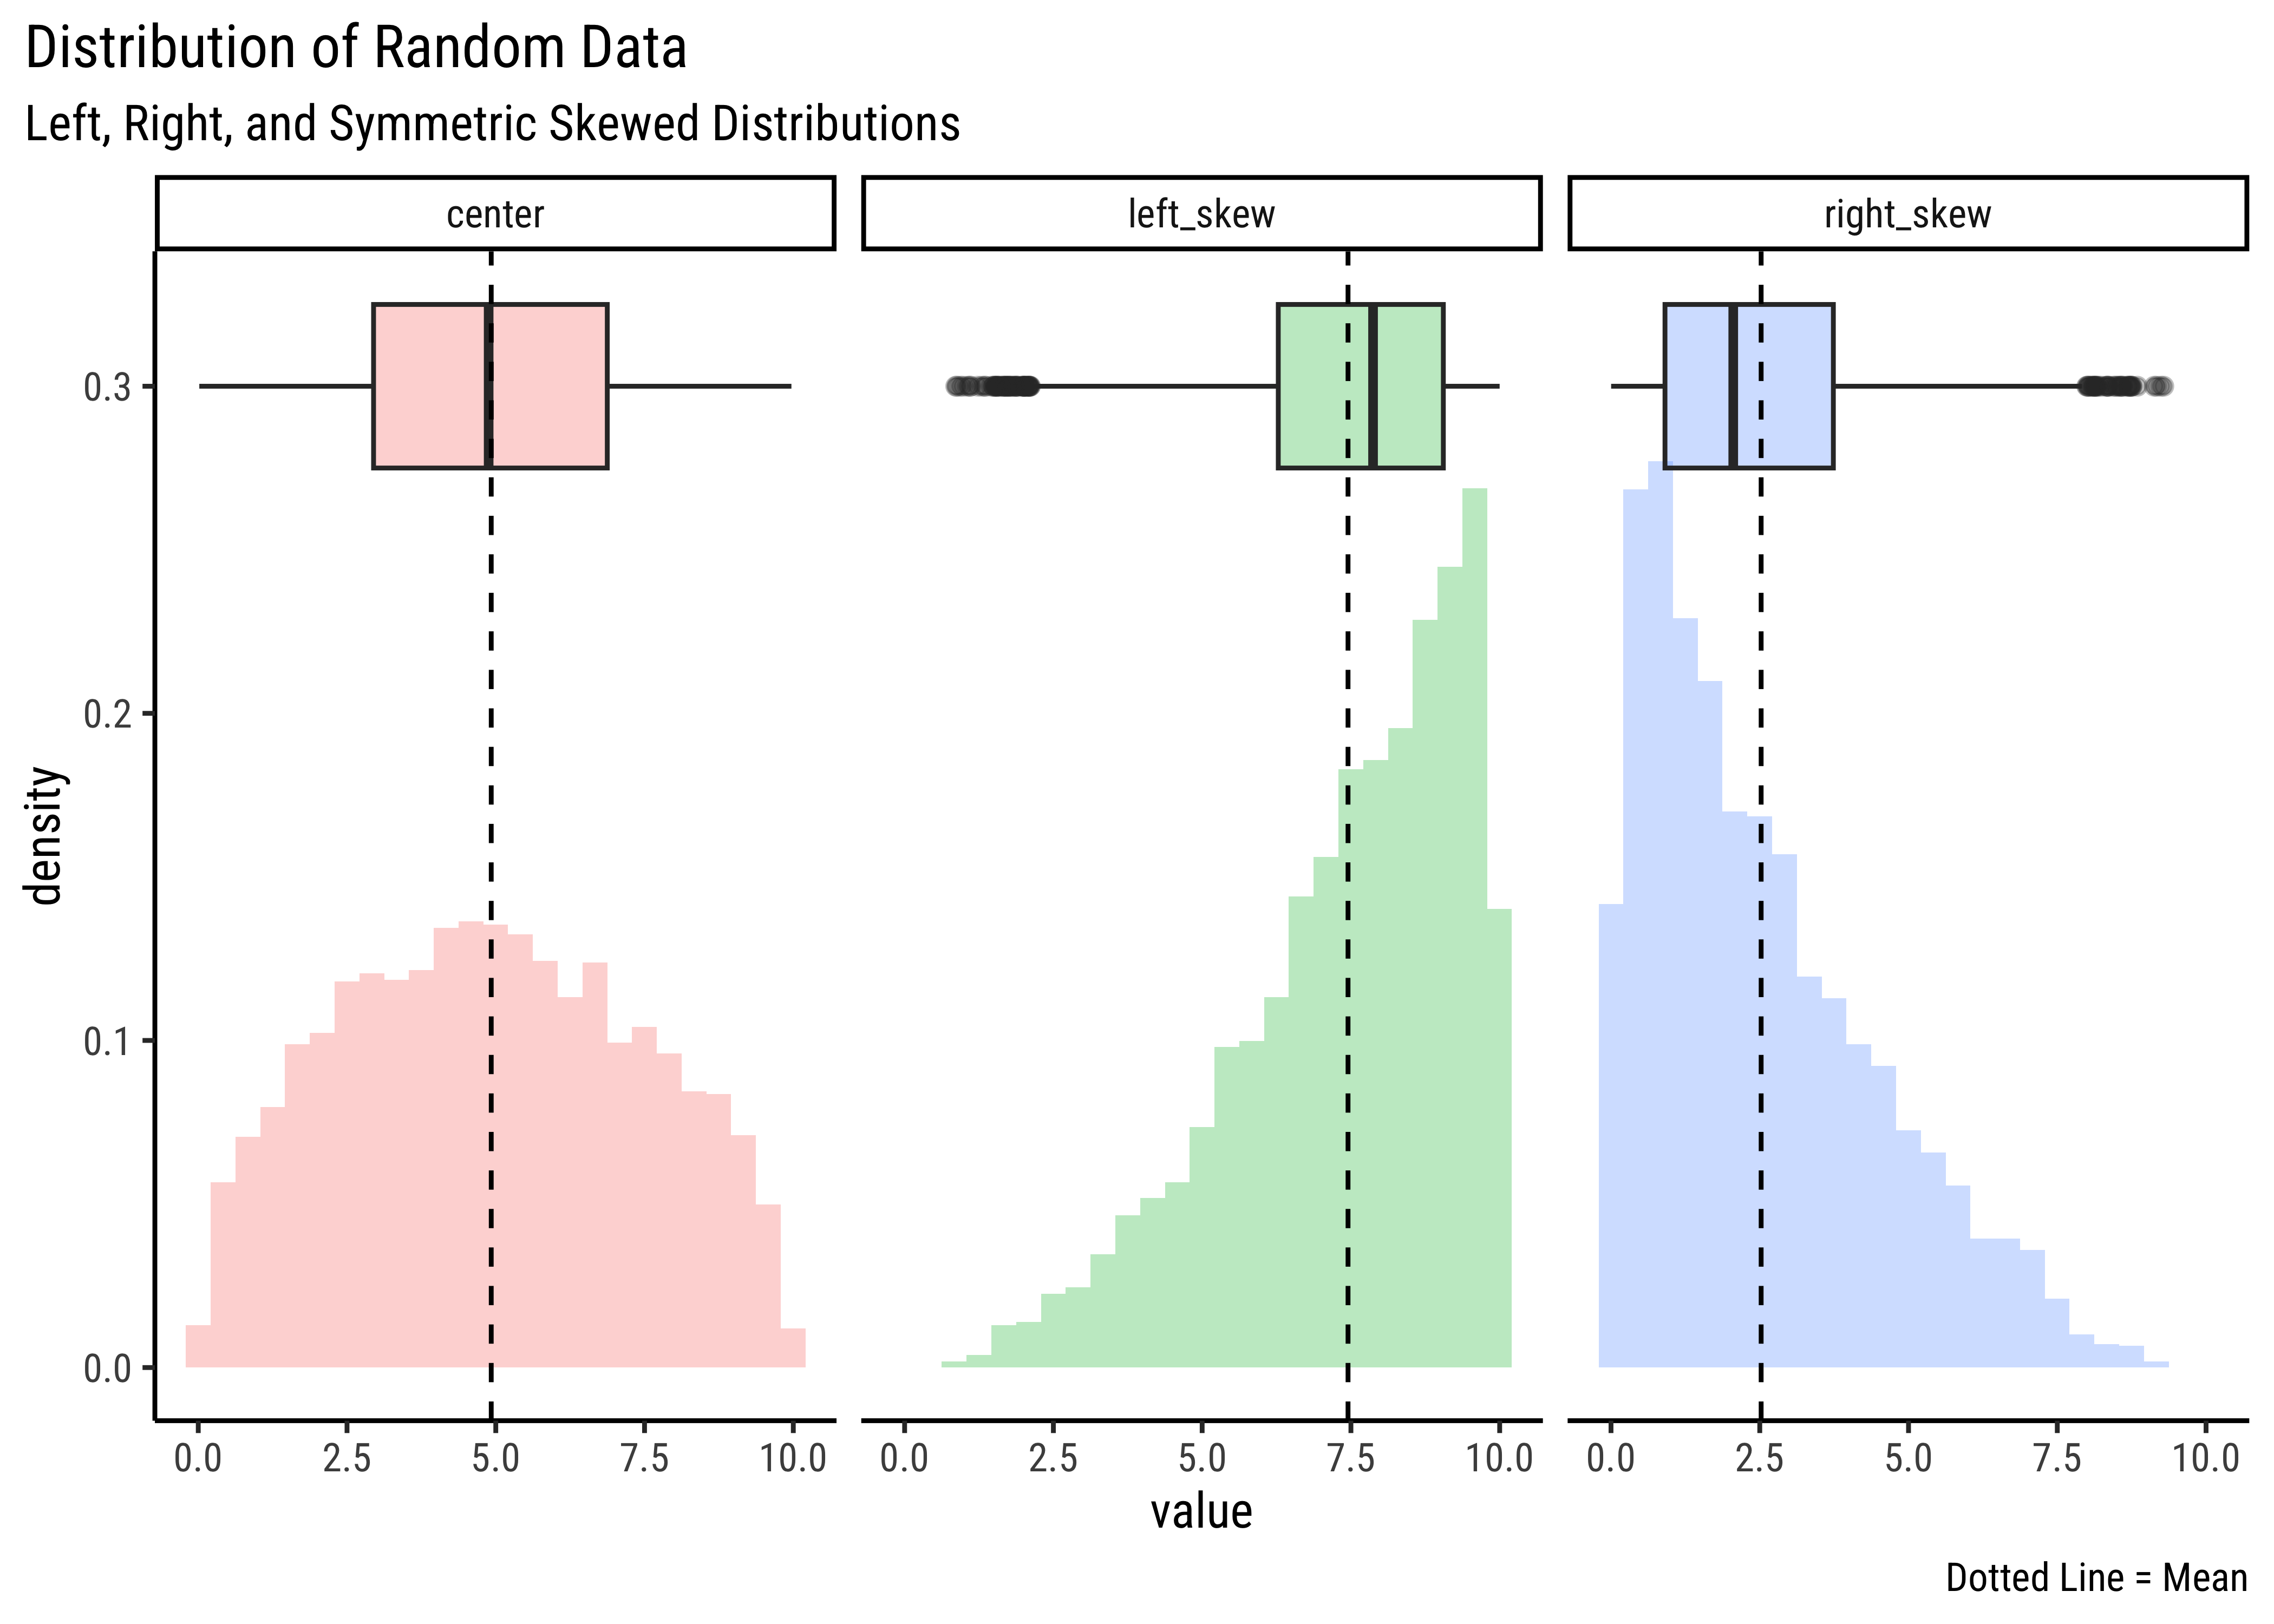 Distribution of Random Data
Left, Right, and Symmetric Skewed Distributions
center
left_skew
right_skew
density
0.3
0.2
0.1
0.0
0.0 2.5 5.0 7.5 10.0
0.0 2.5 5.0 7.5 10.0
0.0 2.5 5.0 7.5 10.0
value
Dotted Line = Mean